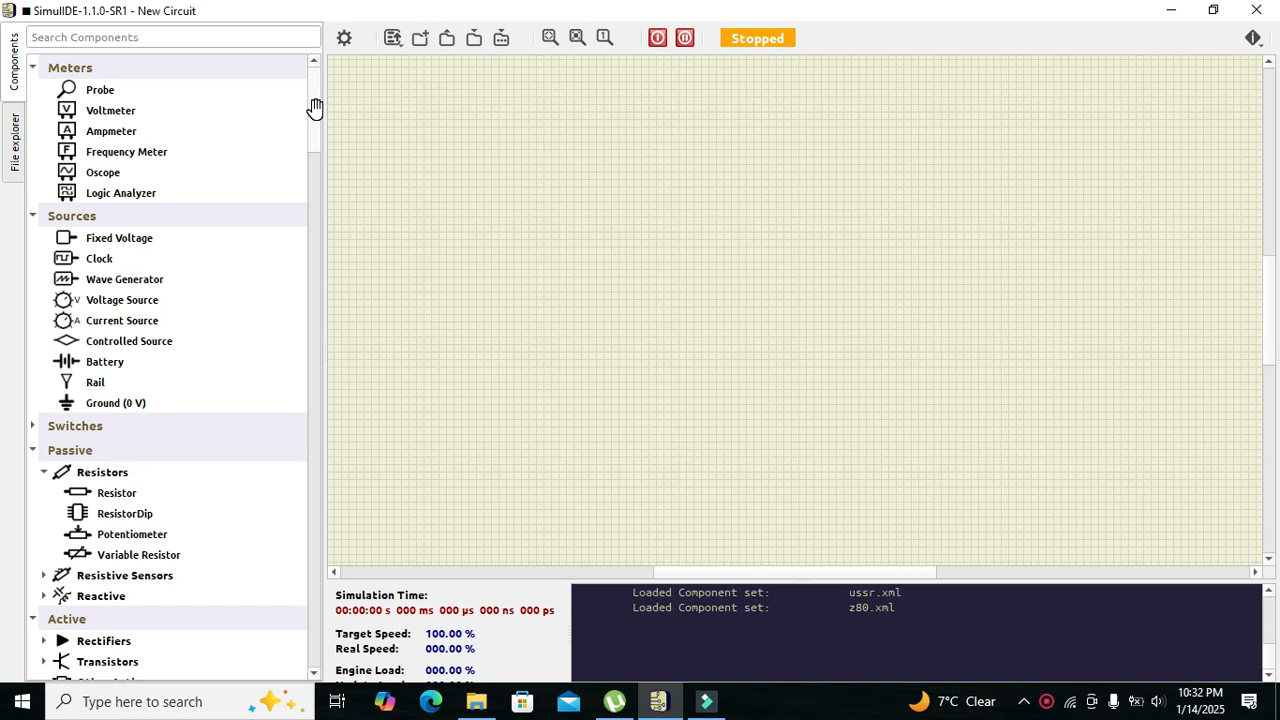 SimulIDE-1.1.0-SR1 - New Circuit
Components
File explorer
Search Components
Stopped
Meters
Probe
Voltmeter
Ampmeter
Frequency Meter
Oscope
Logic Analyzer
Sources
Fixed Voltage
Clock
Wave Generator
Voltage Source
Current Source
Controlled Source
Battery
Rail
Ground (0 V)
Switches
Passive
Resistors
Resistor
ResistorDip
Potentiometer
Variable Resistor
Resistive Sensors
Reactive
Active
Rectifiers
Transistors
Simulation Time:
00:00:00 s 000 ms 000 µs 000 ns 000 ps
Target Speed: 100.00 %
Real Speed: 000.00 %
Engine Load: 000.00 %
Loaded Component set: ussr.xml
Loaded Component set: z80.xml
Type here to search
7°C Clear
10:32 PM
1/14/2025